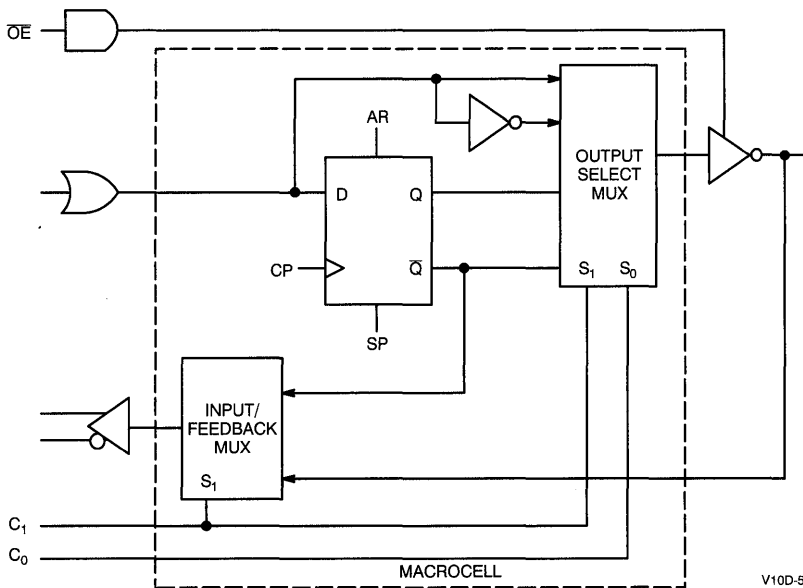 OE
AR
OUTPUT
SELECT
MUX
D Q
CP
Q
S1 S0
SP
INPUT/
FEEDBACK
MUX
S1
C1
C0
MACROCELL
V10D-5